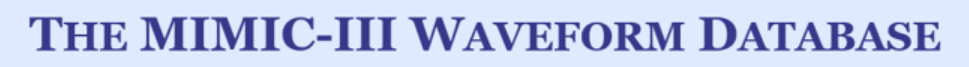 THE MIMIC-III WAVEFORM DATABASE